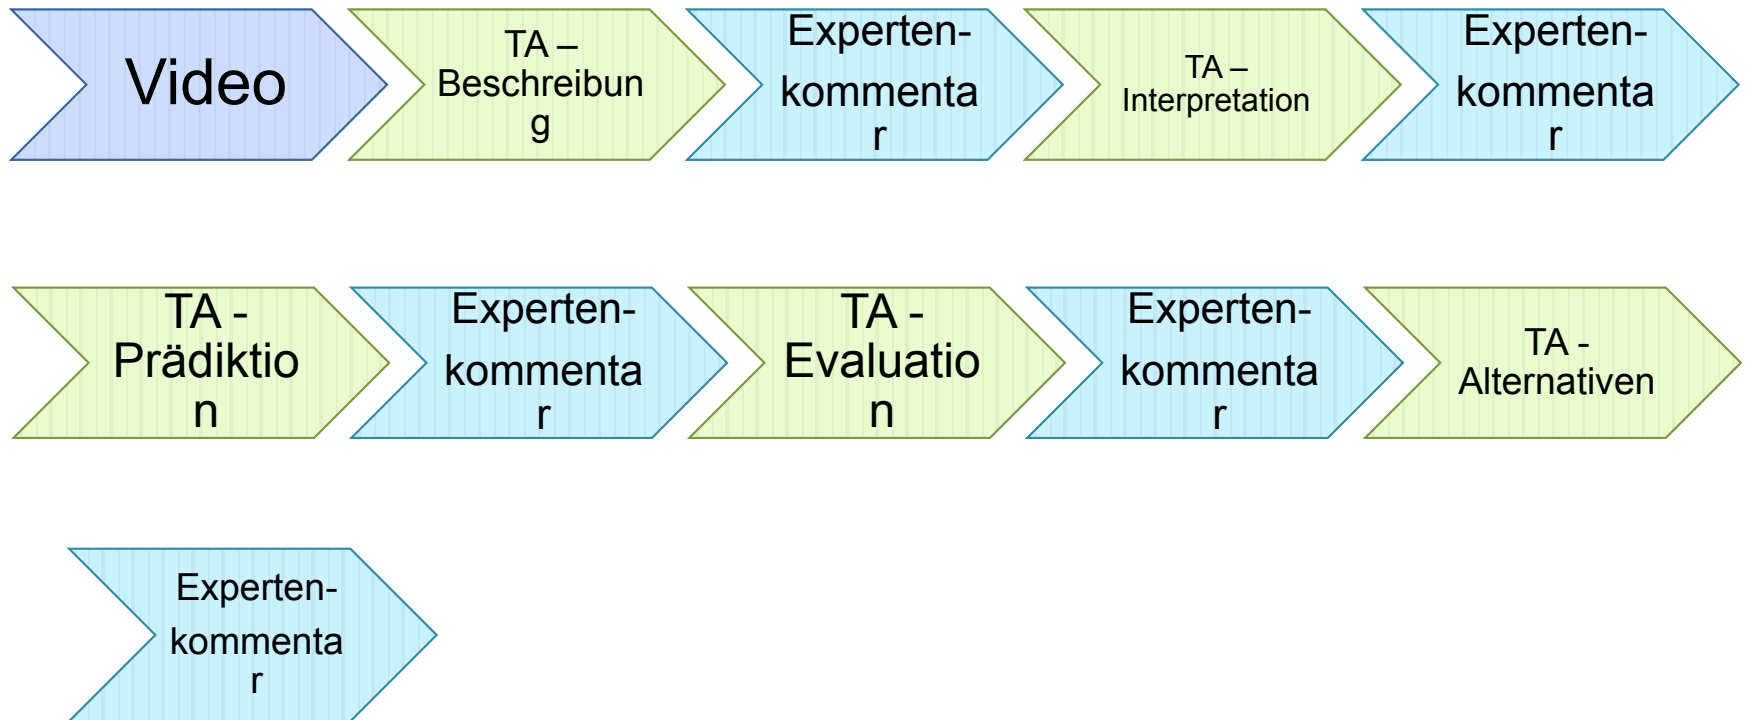 Video
TA –
Beschreibun
g
Experten-
kommenta
r
TA –
Interpretation
Experten-
kommenta
r
TA -
Prädiktio
n
Experten-
kommenta
r
TA -
Evaluatio
n
Experten-
kommenta
r
TA -
Alternativen
Experten-
kommenta
r